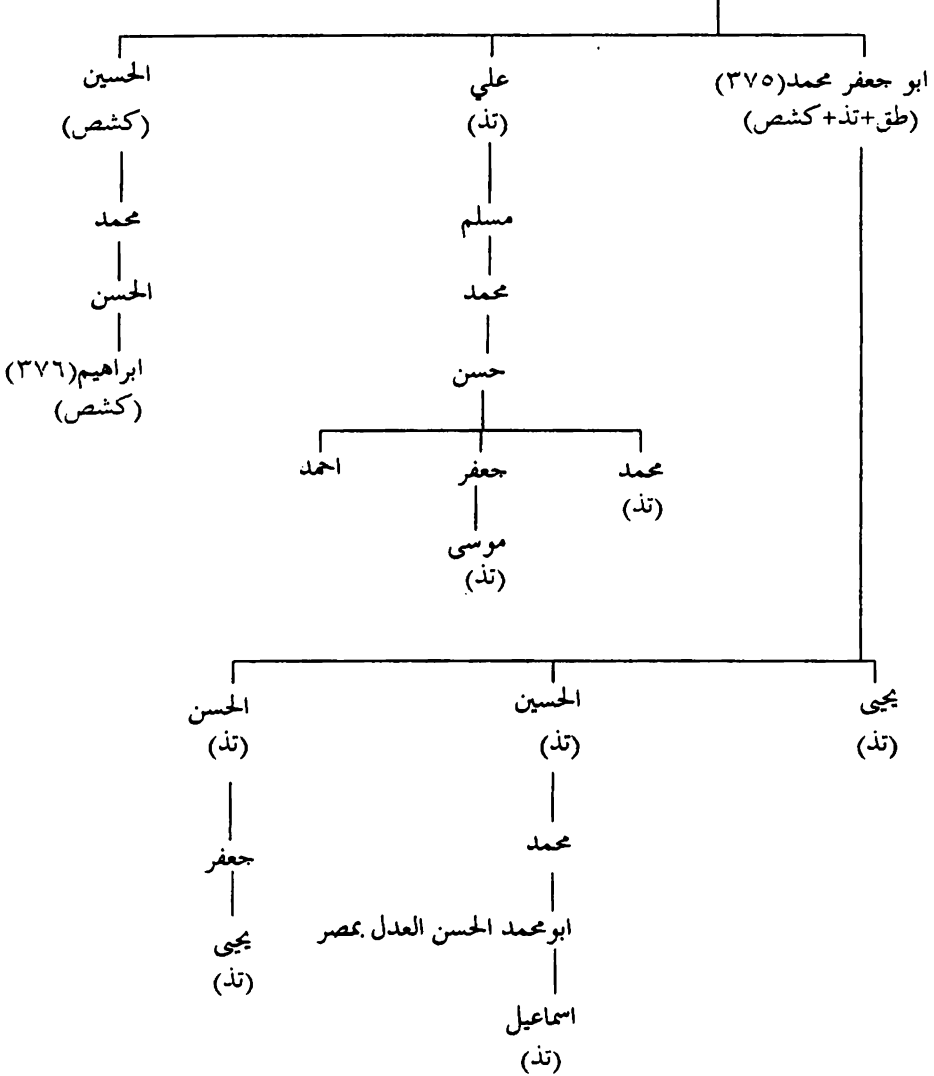 ابو جعفر محمد(٣٧٥)
(طق+تذ+كشص)
علي
(تذ)
الحسين
(كشص)
مسلم
محمد
محمد
الحسن
حسن
ابراهيم(٣٧٦)
(كشص)
محمد
(تذ)
جعفر
احمد
موسى
(تذ)
يحيى
(تذ)
الحسين
(تذ)
الحسن
(تذ)
محمد
جعفر
ابو محمد الحسن العدل بمصر
يحيى
(تذ)
اسماعيل
(تذ)